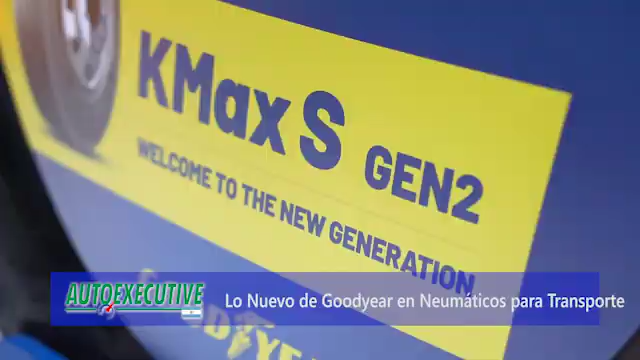 KMax S GEN2
WELCOME TO THE NEW GENERATION
AUTOEXECUTIVE
Lo Nuevo de Goodyear en Neumáticos para Transporte